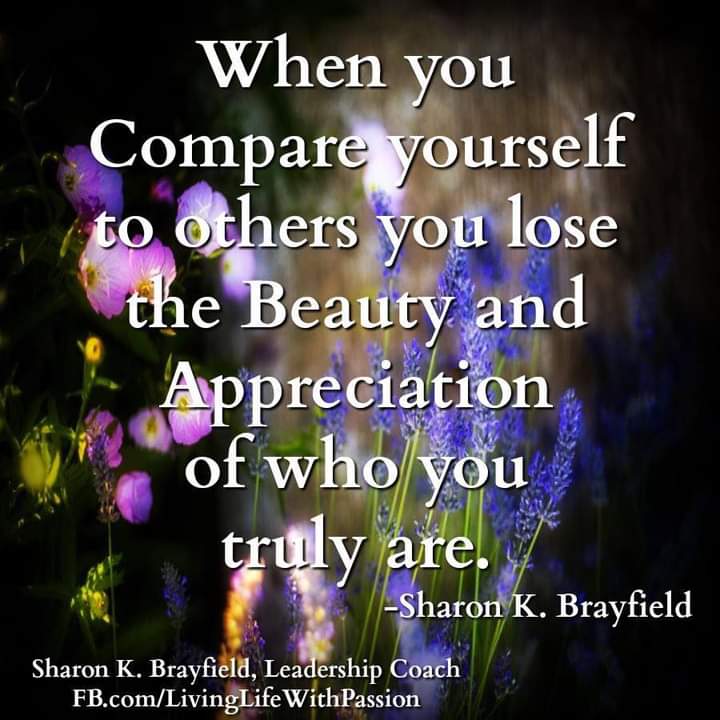 When you
Compare yourself
to others you lose
the Beauty and
Appreciation
of who you
truly are.
-Sharon K. Brayfield
Sharon K. Brayfield, Leadership Coach
FB.com/LivingLifeWithPassion